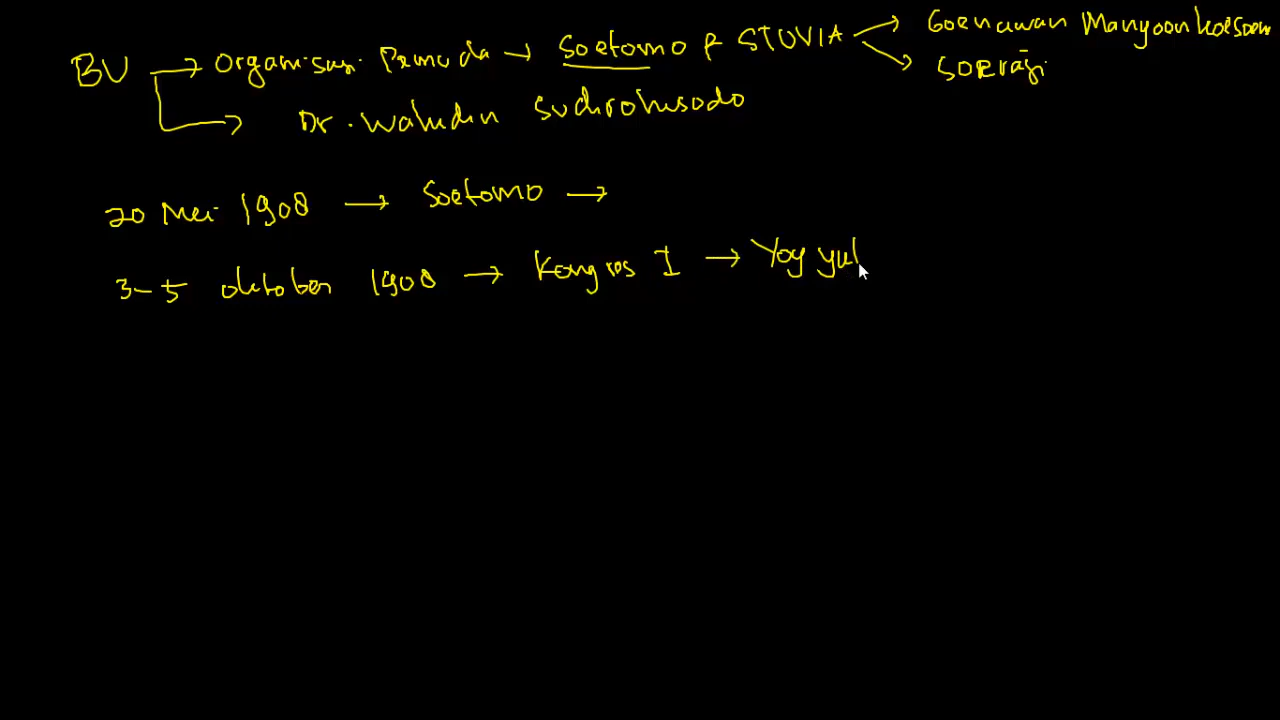 BU → Organisasi Pemuda → Soetomo & STOVIA → Goenawan Mangoenkoesoem
→ Soeraji
→ Dr. Wahidin Sudirohusodo
20 Mei 1908 → Soetomo →
3-5 oktober 1908 → Kongres I → Yogyak